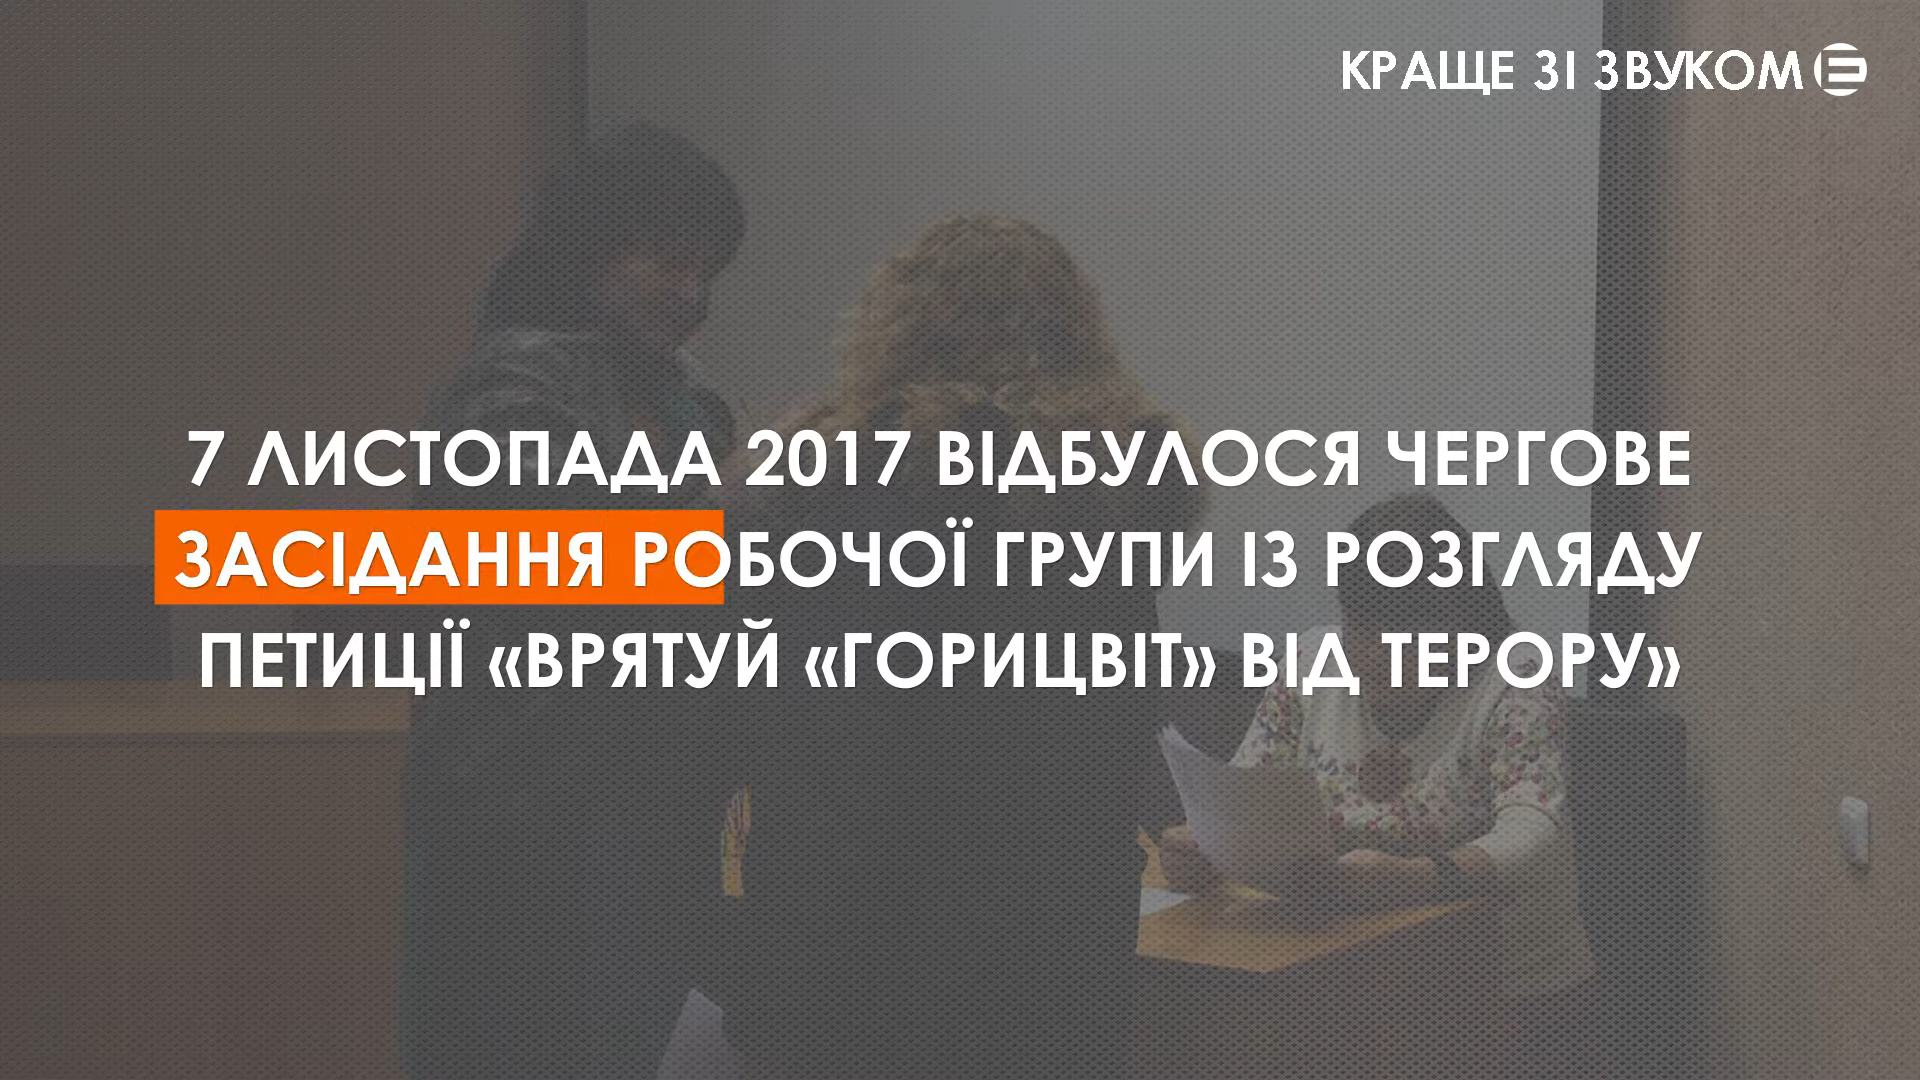 КРАЩЕ ЗІ ЗВУКОМ
7 ЛИСТОПАДА 2017 ВІДБУЛОСЯ ЧЕРГОВЕ
ЗАСІДАННЯ РОБОЧОЇ ГРУПИ ІЗ РОЗГЛЯДУ
ПЕТИЦІЇ «ВРЯТУЙ «ГОРИЦВІТ» ВІД ТЕРОРУ»